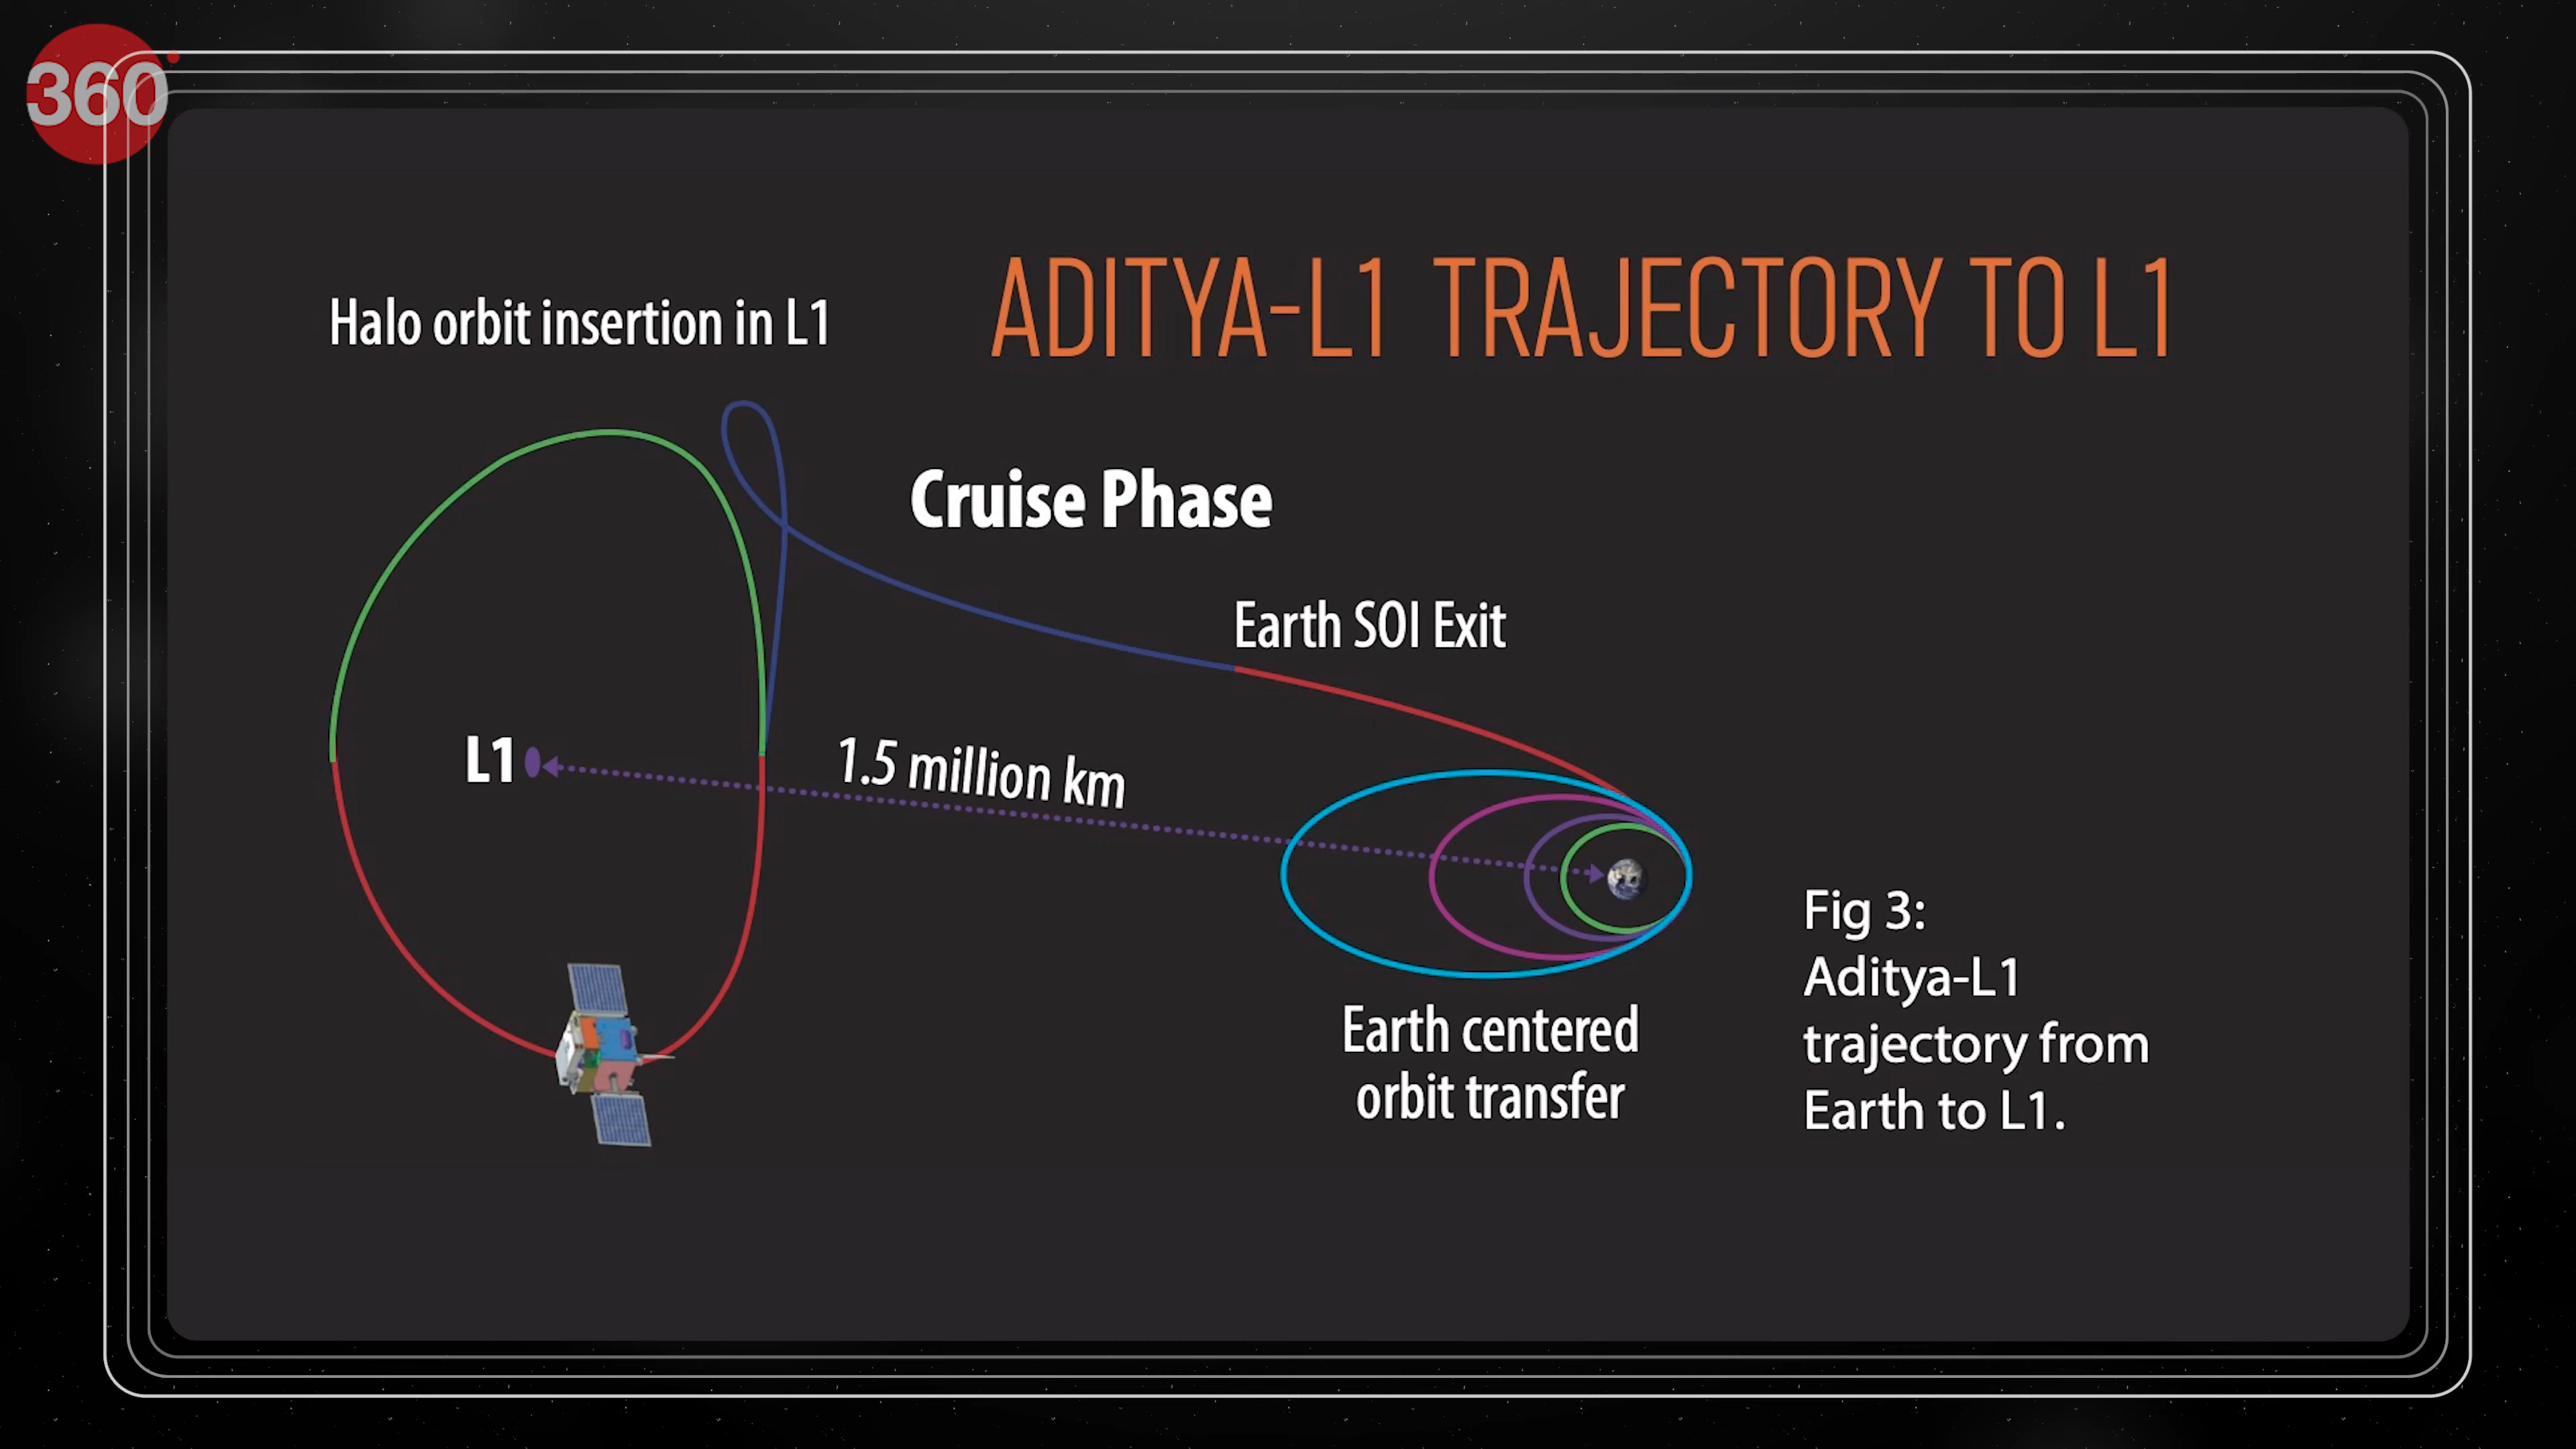 360
ADITYA-L1 TRAJECTORY TO L1
Halo orbit insertion in L1
Cruise Phase
Earth SOI Exit
L1
1.5 million km
Earth centered
orbit transfer
Fig 3:
Aditya-L1
trajectory from
Earth to L1.